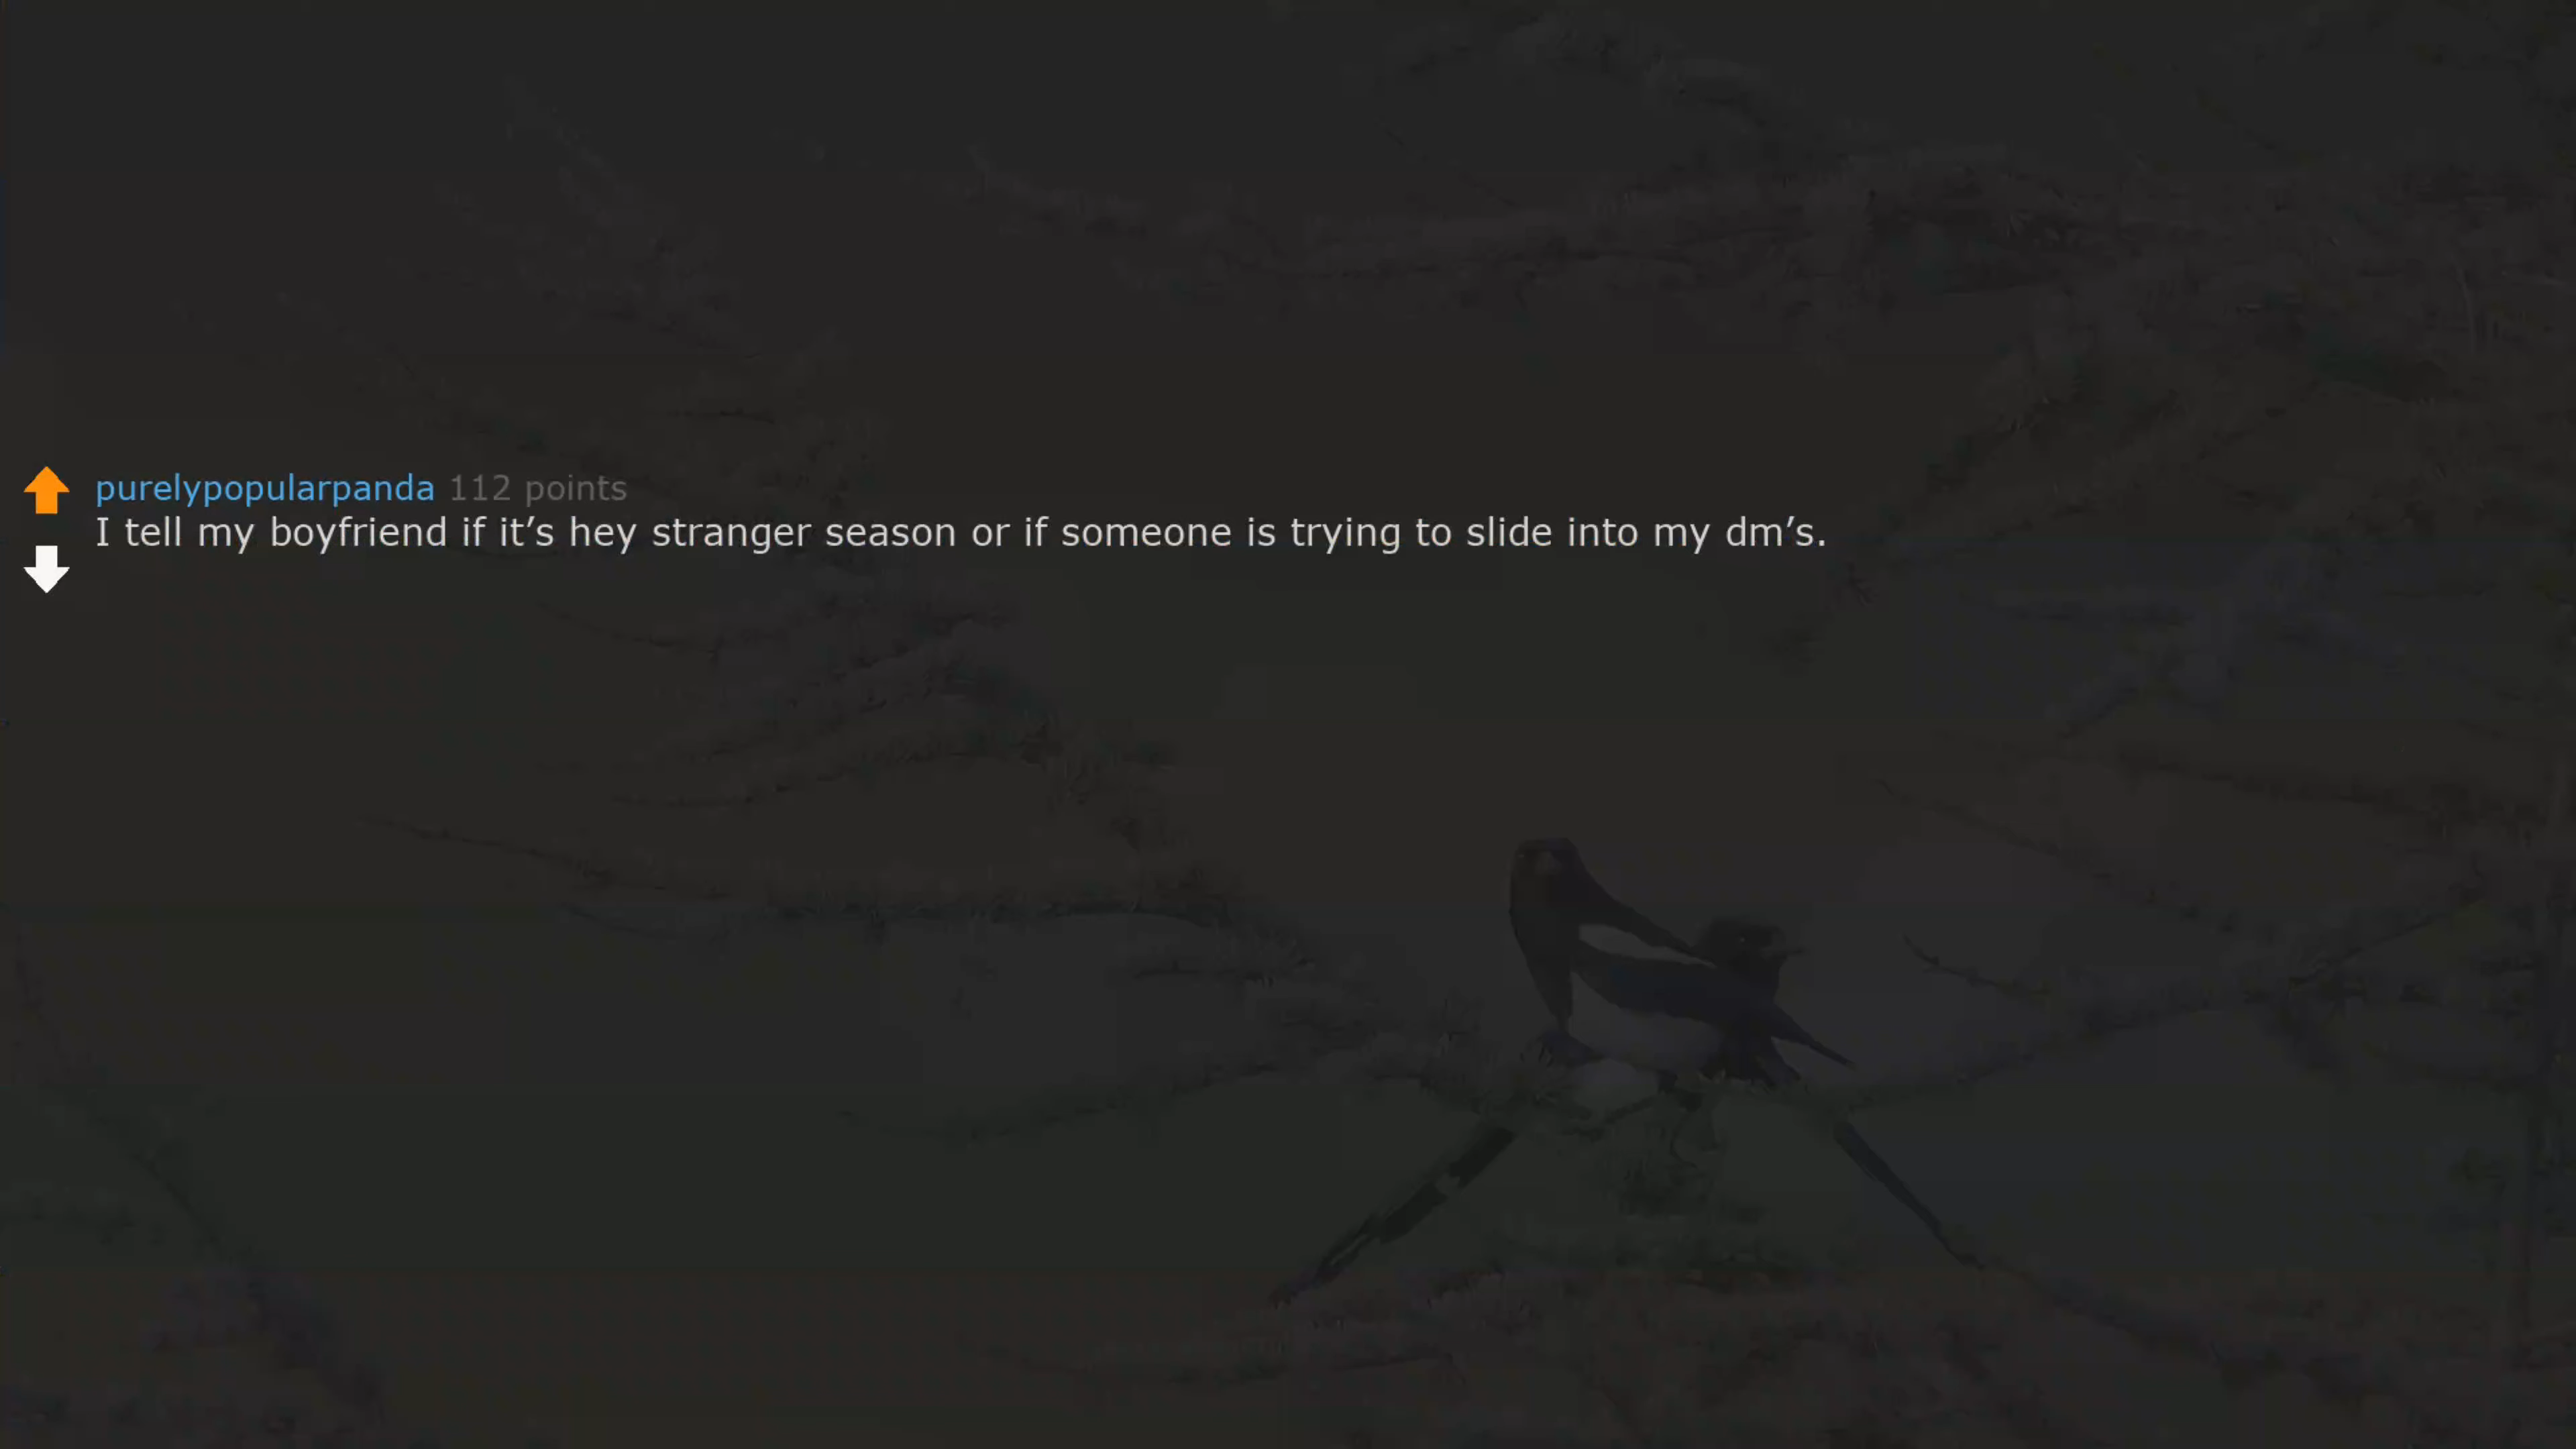 purelypopularpanda 112 points
I tell my boyfriend if it’s hey stranger season or if someone is trying to slide into my dm’s.